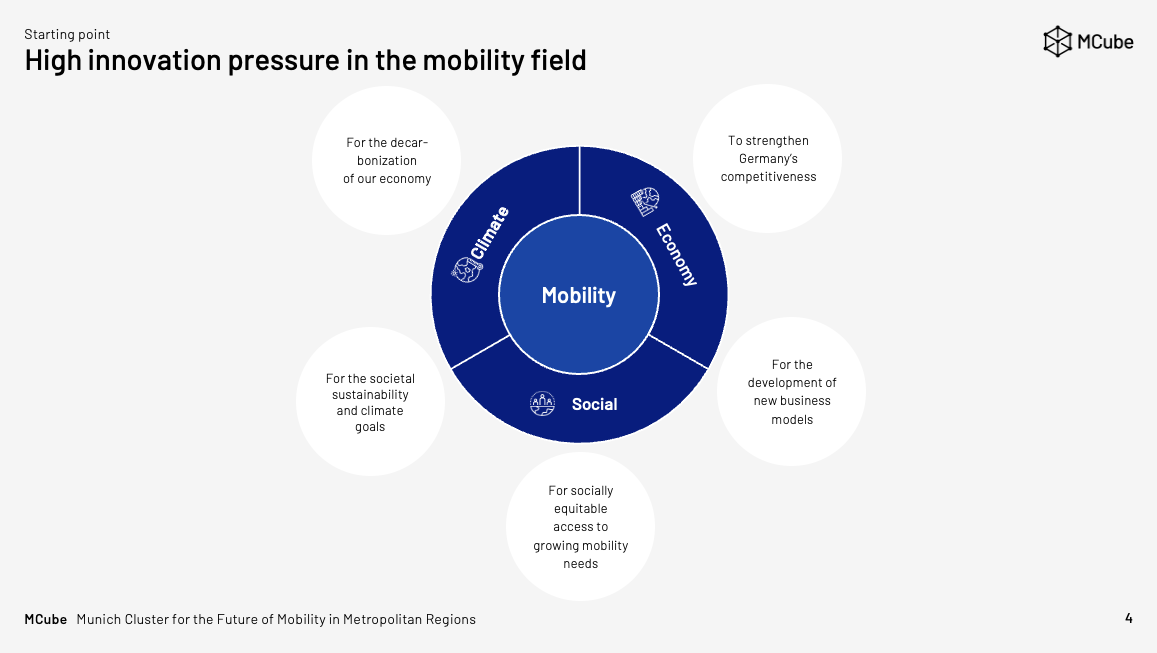 Starting point
High innovation pressure in the mobility field
MCube
For the decar-
bonization
of our economy
To strengthen
Germany's
competitiveness
Climate
Economy
Mobility
Social
For the societal
sustainability
and climate
goals
For the
development of
new business
models
For socially
equitable
access to
growing mobility
needs
MCube Munich Cluster for the Future of Mobility in Metropolitan Regions
4